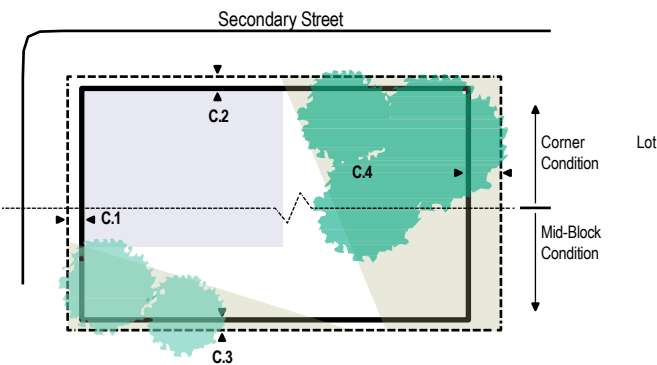 Secondary Street
C.2
Corner
Condition
Lot
C.4
C.1
Mid-Block
Condition
C.3